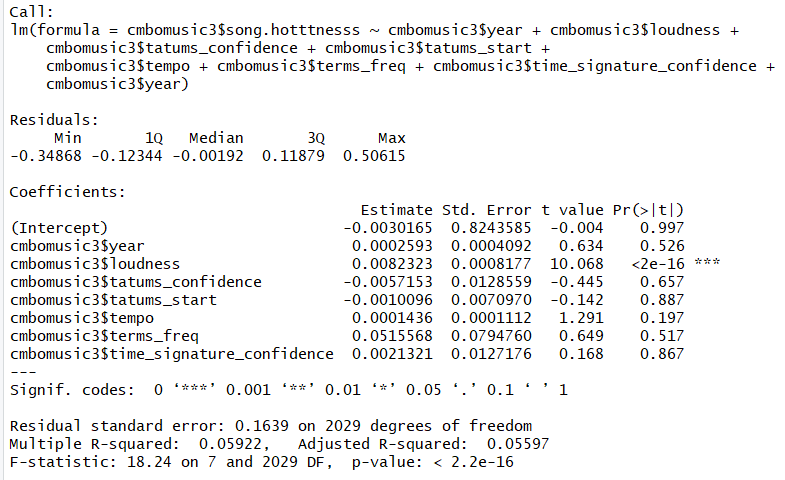 Call:
lm(formula = cmbomusic3$song.hotttnesss ~ cmbomusic3$year + cmbomusic3$loudness +
    cmbomusic3$tatums_confidence + cmbomusic3$tatums_start +
    cmbomusic3$tempo + cmbomusic3$terms_freq + cmbomusic3$time_signature_confidence +
    cmbomusic3$year)

Residuals:
     Min       1Q   Median       3Q      Max
-0.34868 -0.12344 -0.00192  0.11879  0.50615

Coefficients:
                                       Estimate Std. Error t value Pr(>|t|)
(Intercept)                          -0.0030165  0.8243585  -0.004    0.997
cmbomusic3$year                       0.0002593  0.0004092   0.634    0.526
cmbomusic3$loudness                   0.0082323  0.0008177  10.068   <2e-16 ***
cmbomusic3$tatums_confidence         -0.0057153  0.0128559  -0.445    0.657
cmbomusic3$tatums_start              -0.0010096  0.0070970  -0.142    0.887
cmbomusic3$tempo                      0.0001436  0.0001112   1.291    0.197
cmbomusic3$terms_freq                 0.0515568  0.0794760   0.649    0.517
cmbomusic3$time_signature_confidence  0.0021321  0.0127176   0.168    0.867
---
Signif. codes:  0 ‘***’ 0.001 ‘**’ 0.01 ‘*’ 0.05 ‘.’ 0.1 ‘ ’ 1

Residual standard error: 0.1639 on 2029 degrees of freedom
Multiple R-squared:  0.05922,   Adjusted R-squared:  0.05597
F-statistic: 18.24 on 7 and 2029 DF,  p-value: < 2.2e-16